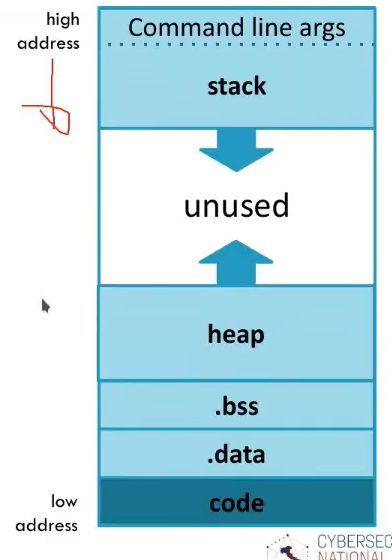 high
address
Command line args
stack
unused
heap
.bss
.data
low
address
code
CYBERSEC
NATIONAL